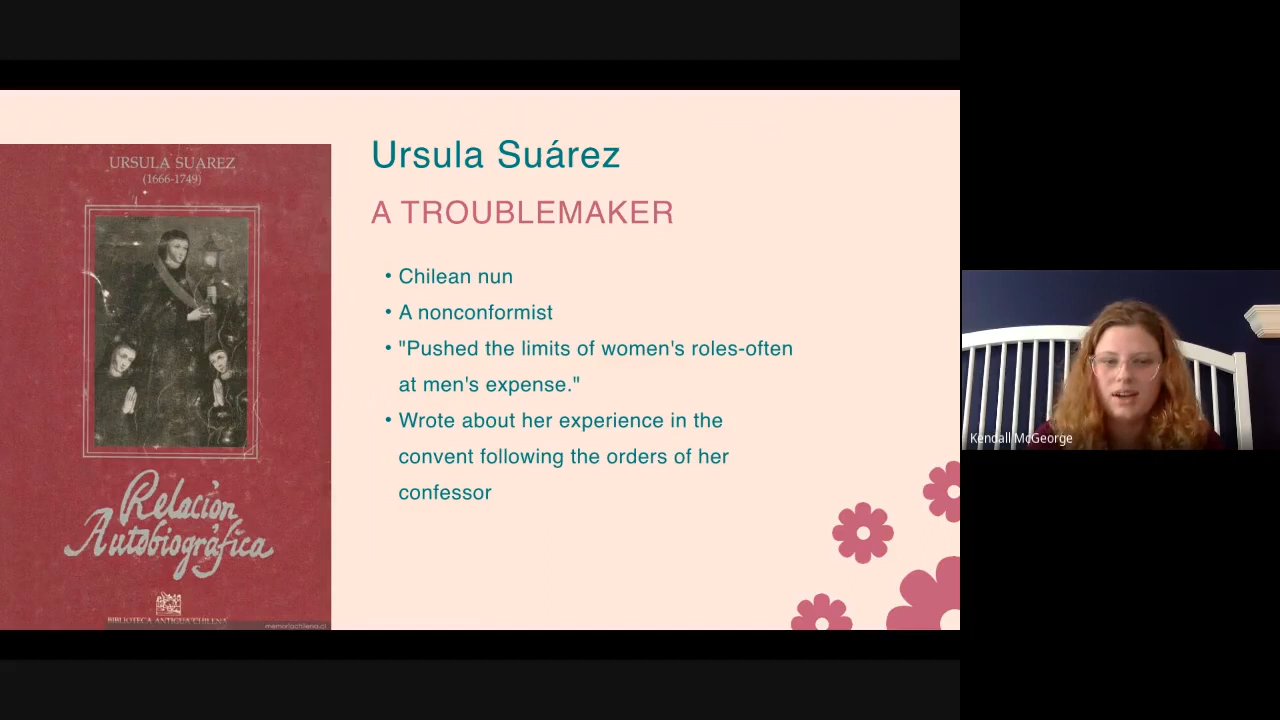 URSULA SUAREZ
(1666-1749)
Relación
Autobiográfica
BIBLIOTECA ANTIGUA CHILENA
memoriachilena.cl
Ursula Suárez
A TROUBLEMAKER
• Chilean nun
• A nonconformist
• "Pushed the limits of women's roles-often
at men's expense."
• Wrote about her experience in the
convent following the orders of her
confessor
Kendall McGeorge